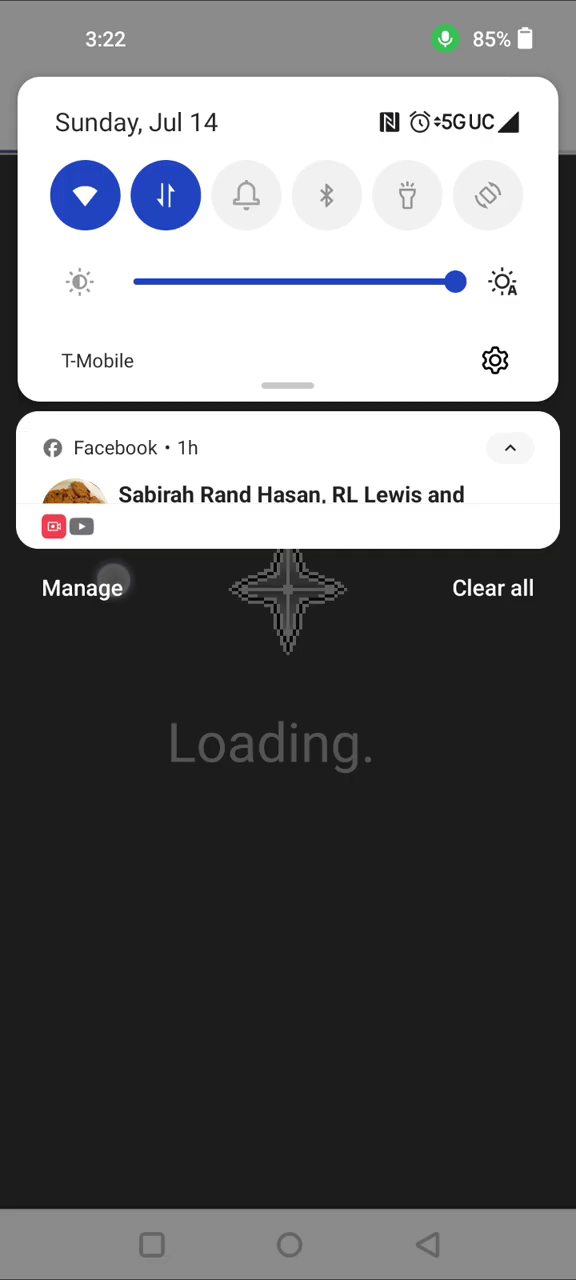 3:22
85%
Sunday, Jul 14
5G UC
T-Mobile
Facebook • 1h
Sabirah Rand Hasan, RL Lewis and
Manage
Clear all
Loading.